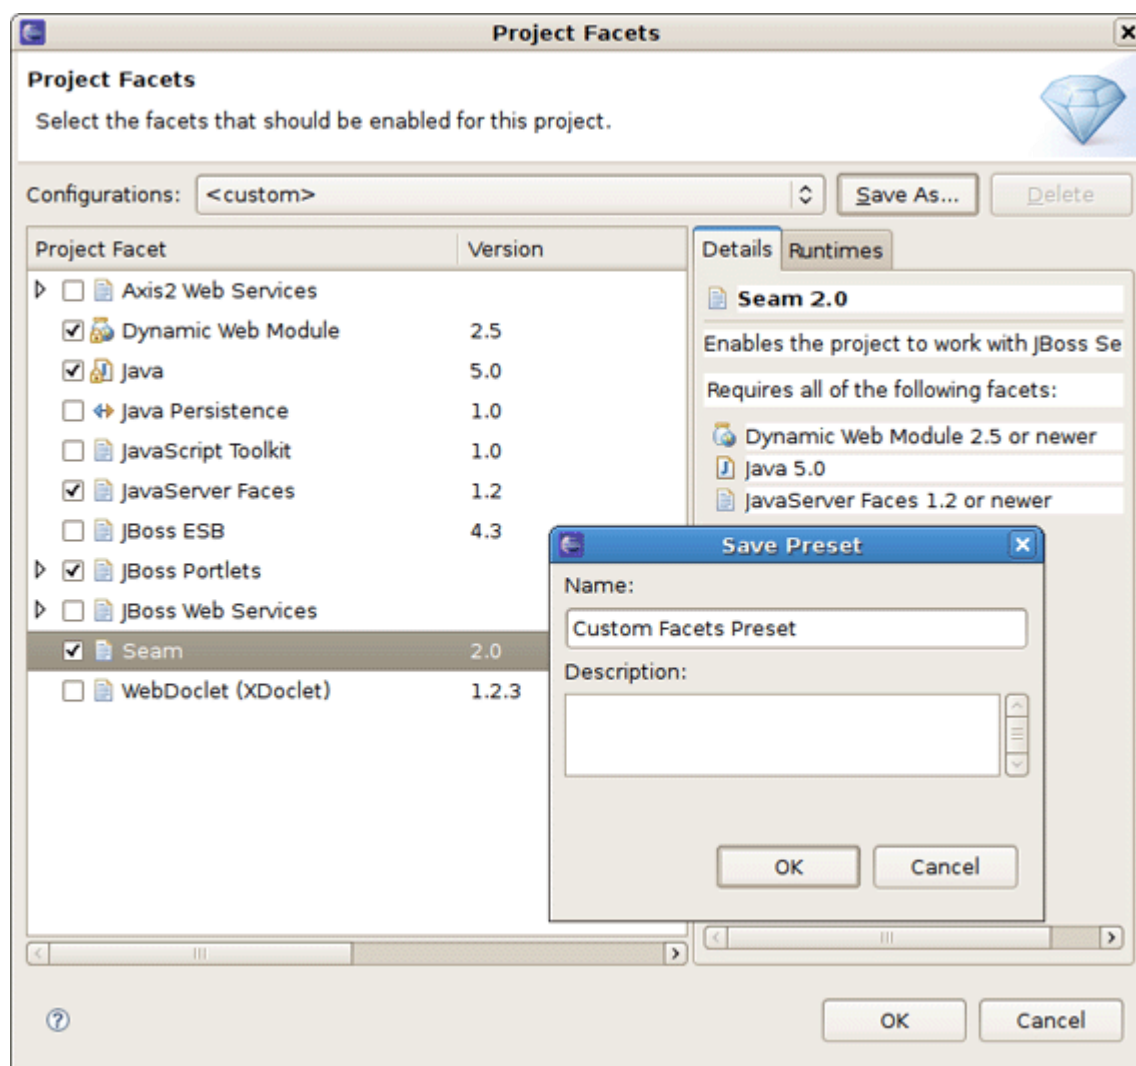 Project Facets
Project Facets
Select the facets that should be enabled for this project.
Configurations: <custom> Save As... Delete
Project Facet Version
Axis2 Web Services
Dynamic Web Module 2.5
Java 5.0
Java Persistence 1.0
JavaScript Toolkit 1.0
JavaServer Faces 1.2
JBoss ESB 4.3
JBoss Portlets
JBoss Web Services
Seam 2.0
WebDoclet (XDoclet) 1.2.3
Details Runtimes
Seam 2.0
Enables the project to work with JBoss Se
Requires all of the following facets:
Dynamic Web Module 2.5 or newer
Java 5.0
JavaServer Faces 1.2 or newer
Save Preset
Name:
Custom Facets Preset
Description:
OK Cancel
OK Cancel